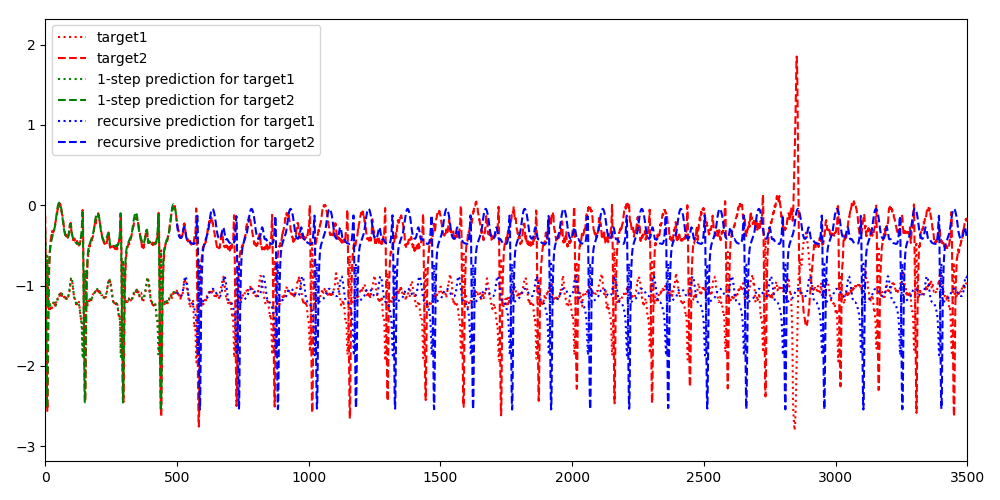 target1
target2
1-step prediction for target1
1-step prediction for target2
recursive prediction for target1
recursive prediction for target2
2
1
0
−1
−2
−3
0 500 1000 1500 2000 2500 3000 3500